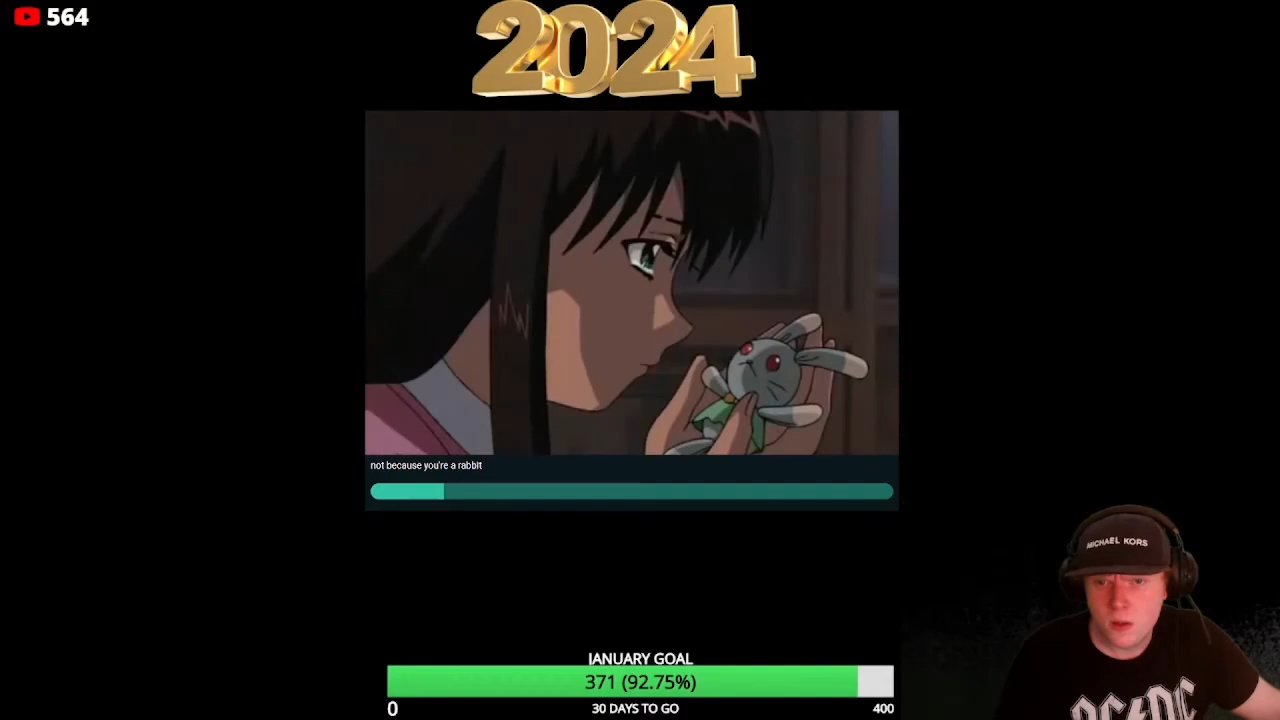 564
2024
not because you're a rabbit
MICHAEL KORS
JANUARY GOAL
371 (92.75%)
0
30 DAYS TO GO
400
AC DC